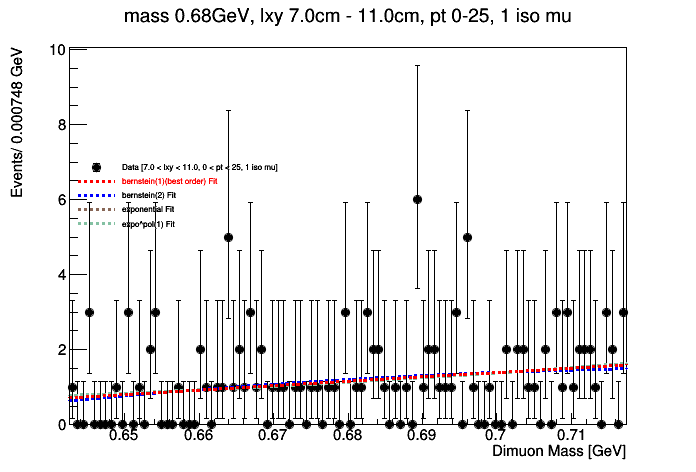 mass 0.68GeV, lxy 7.0cm - 11.0cm, pt 0-25, 1 iso mu
Events/ 0.000748 GeV
10
8
6
4
2
0
Data [7.0 < lxy < 11.0, 0 < pt < 25, 1 iso mu]
bernstein(1)(best order) Fit
bernstein(2) Fit
exponential Fit
expo*pol(1) Fit
0.65 0.66 0.67 0.68 0.69 0.7 0.71
Dimuon Mass [GeV]